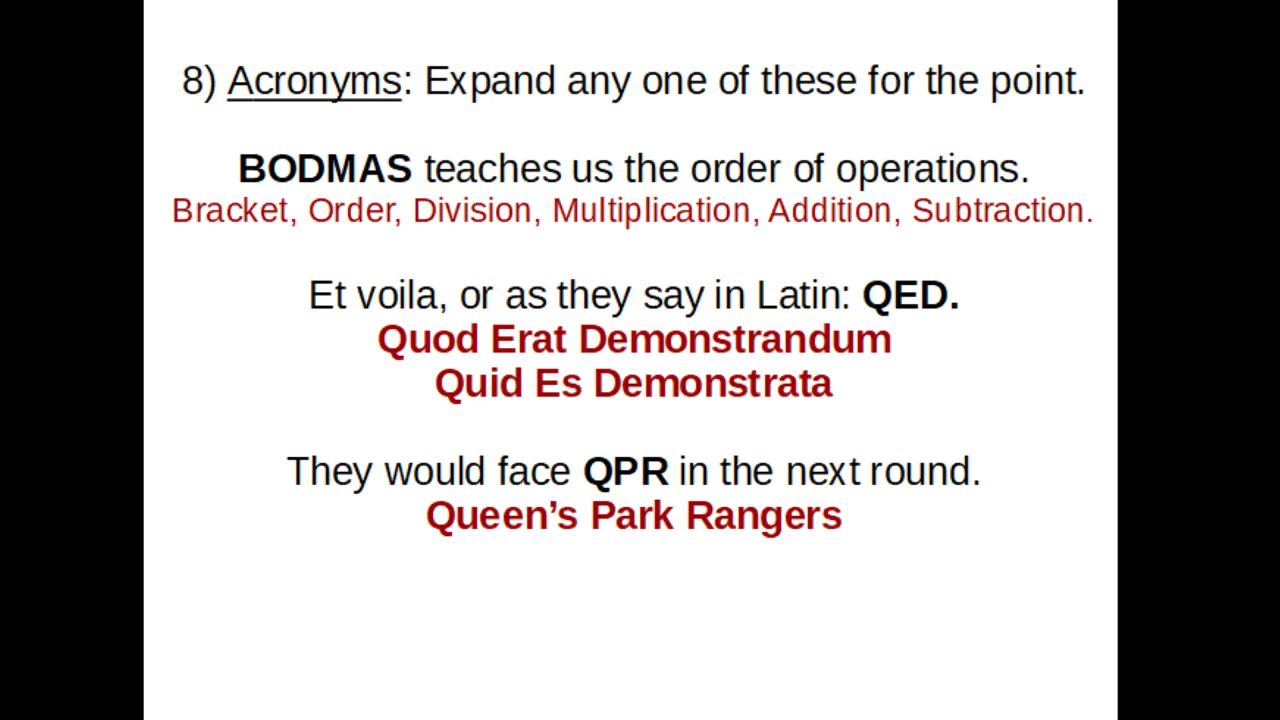 8) Acronyms: Expand any one of these for the point.
BODMAS teaches us the order of operations.
Bracket, Order, Division, Multiplication, Addition, Subtraction.
Et voila, or as they say in Latin: QED.
Quod Erat Demonstrandum
Quid Es Demonstrata
They would face QPR in the next round.
Queen’s Park Rangers